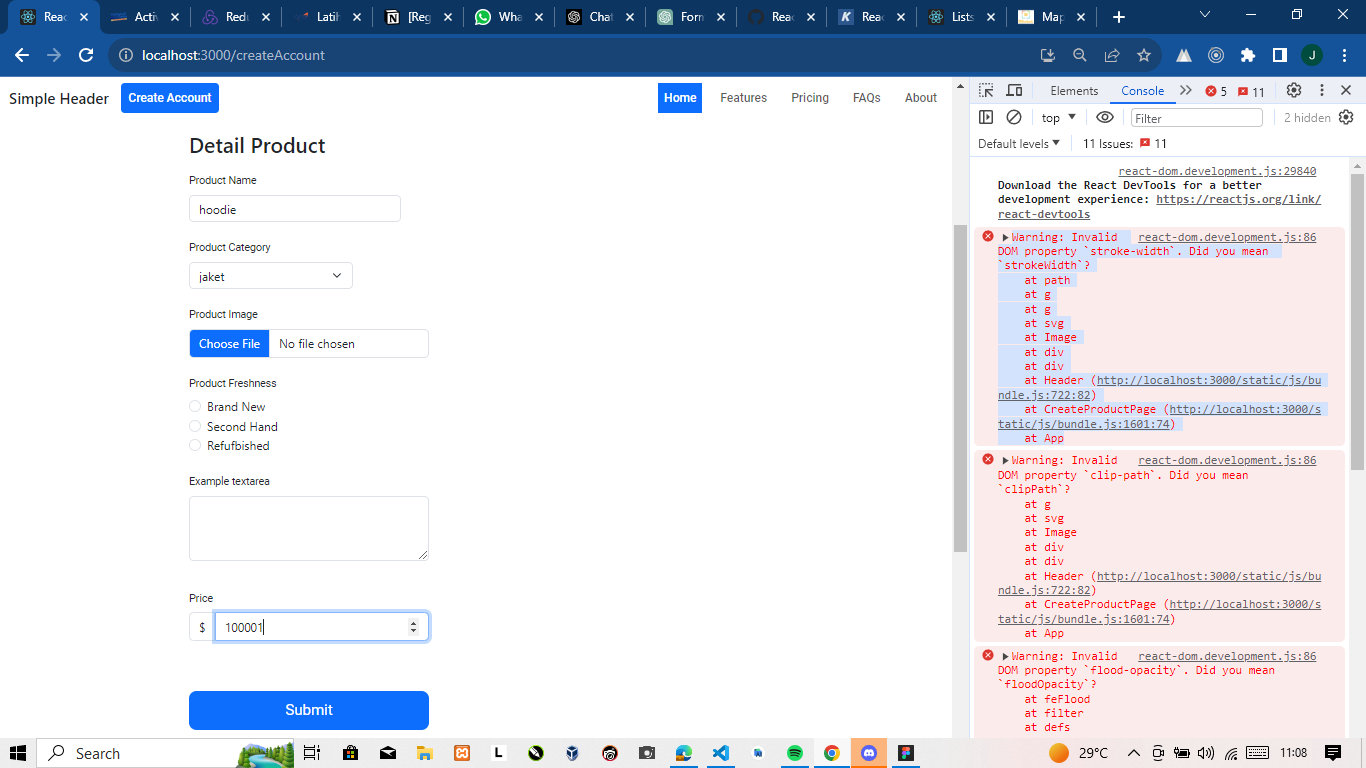 Reac
Activ
Redu
Latih
[Reg
Wha
Chat
Form
Reac
Reac
Lists
Map
localhost:3000/createAccount
J
Simple Header
Create Account
Home
Features
Pricing
FAQs
About
Detail Product
Product Name
hoodie
Product Category
jaket
Product Image
Choose File
No file chosen
Product Freshness
Brand New
Second Hand
Refufbished
Example textarea
Price
$
100001
Submit
Elements
Console
5
11
top
Filter
2 hidden
Default levels
11 Issues:
11
react-dom.development.js:29840
Download the React DevTools for a better
development experience: https://reactjs.org/link/
react-devtools
Warning: Invalid react-dom.development.js:86
DOM property `stroke-width`. Did you mean
`strokeWidth`?
at path
at g
at g
at svg
at Image
at div
at div
at Header (http://localhost:3000/static/js/bu
ndle.js:722:82)
at CreateProductPage (http://localhost:3000/s
tatic/js/bundle.js:1601:74)
at App
Warning: Invalid react-dom.development.js:86
DOM property `clip-path`. Did you mean
`clipPath`?
at g
at svg
at Image
at div
at div
at Header (http://localhost:3000/static/js/bu
ndle.js:722:82)
at CreateProductPage (http://localhost:3000/s
tatic/js/bundle.js:1601:74)
at App
Warning: Invalid react-dom.development.js:86
DOM property `flood-opacity`. Did you mean
`floodOpacity`?
at feFlood
at filter
at defs
Search
L
29°C
11:08